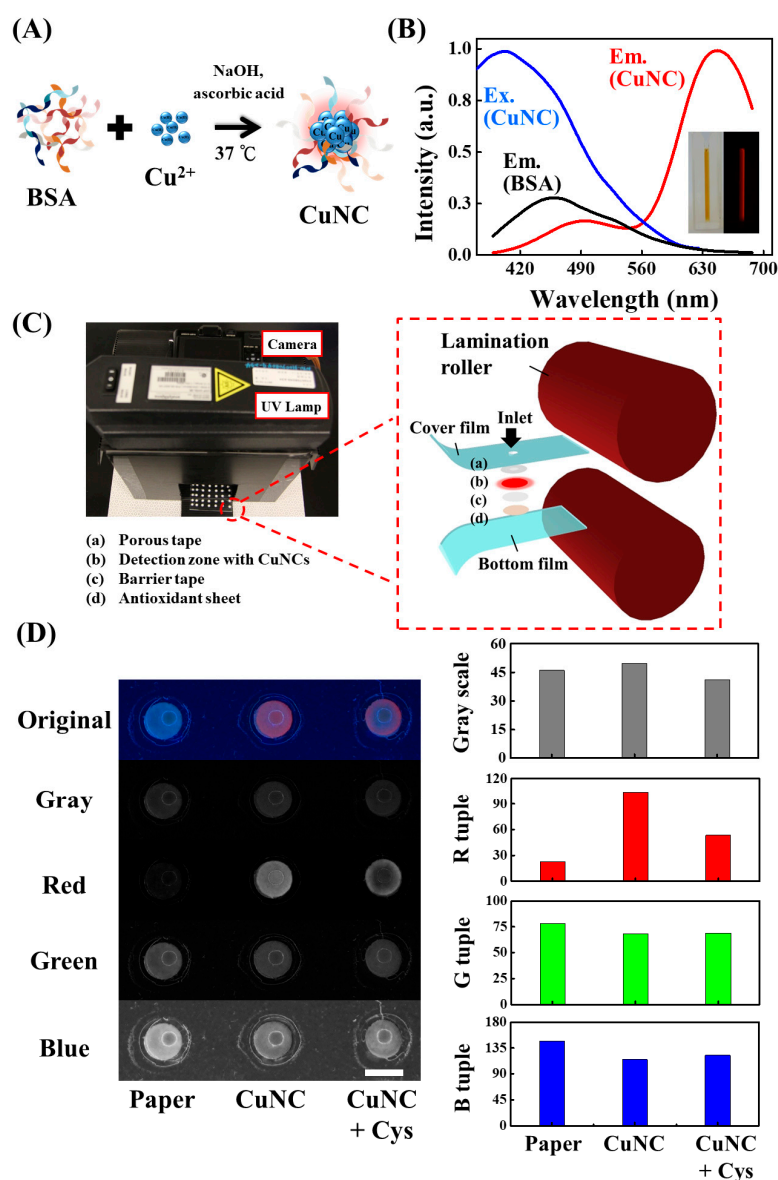 (A)
BSA
Cu²⁺
NaOH,
ascorbic acid
37 ℃
CuNC
(B)
Intensity (a.u.)
1.0
0.8
0.5
0.3
0.0
Ex.
(CuNC)
Em.
(CuNC)
Em.
(BSA)
420 490 560 630 700
Wavelength (nm)
(C)
Camera
UV Lamp
(a) Porous tape
(b) Detection zone with CuNCs
(c) Barrier tape
(d) Antioxidant sheet
Lamination
roller
Inlet
Cover film
(a)
(b)
(c)
(d)
Bottom film
(D)
Original
Gray
Red
Green
Blue
Paper CuNC CuNC
+ Cys
Gray scale
60
45
30
15
0
R tuple
120
90
60
30
0
G tuple
100
75
50
25
0
B tuple
180
135
90
45
0
Paper CuNC CuNC
+ Cys